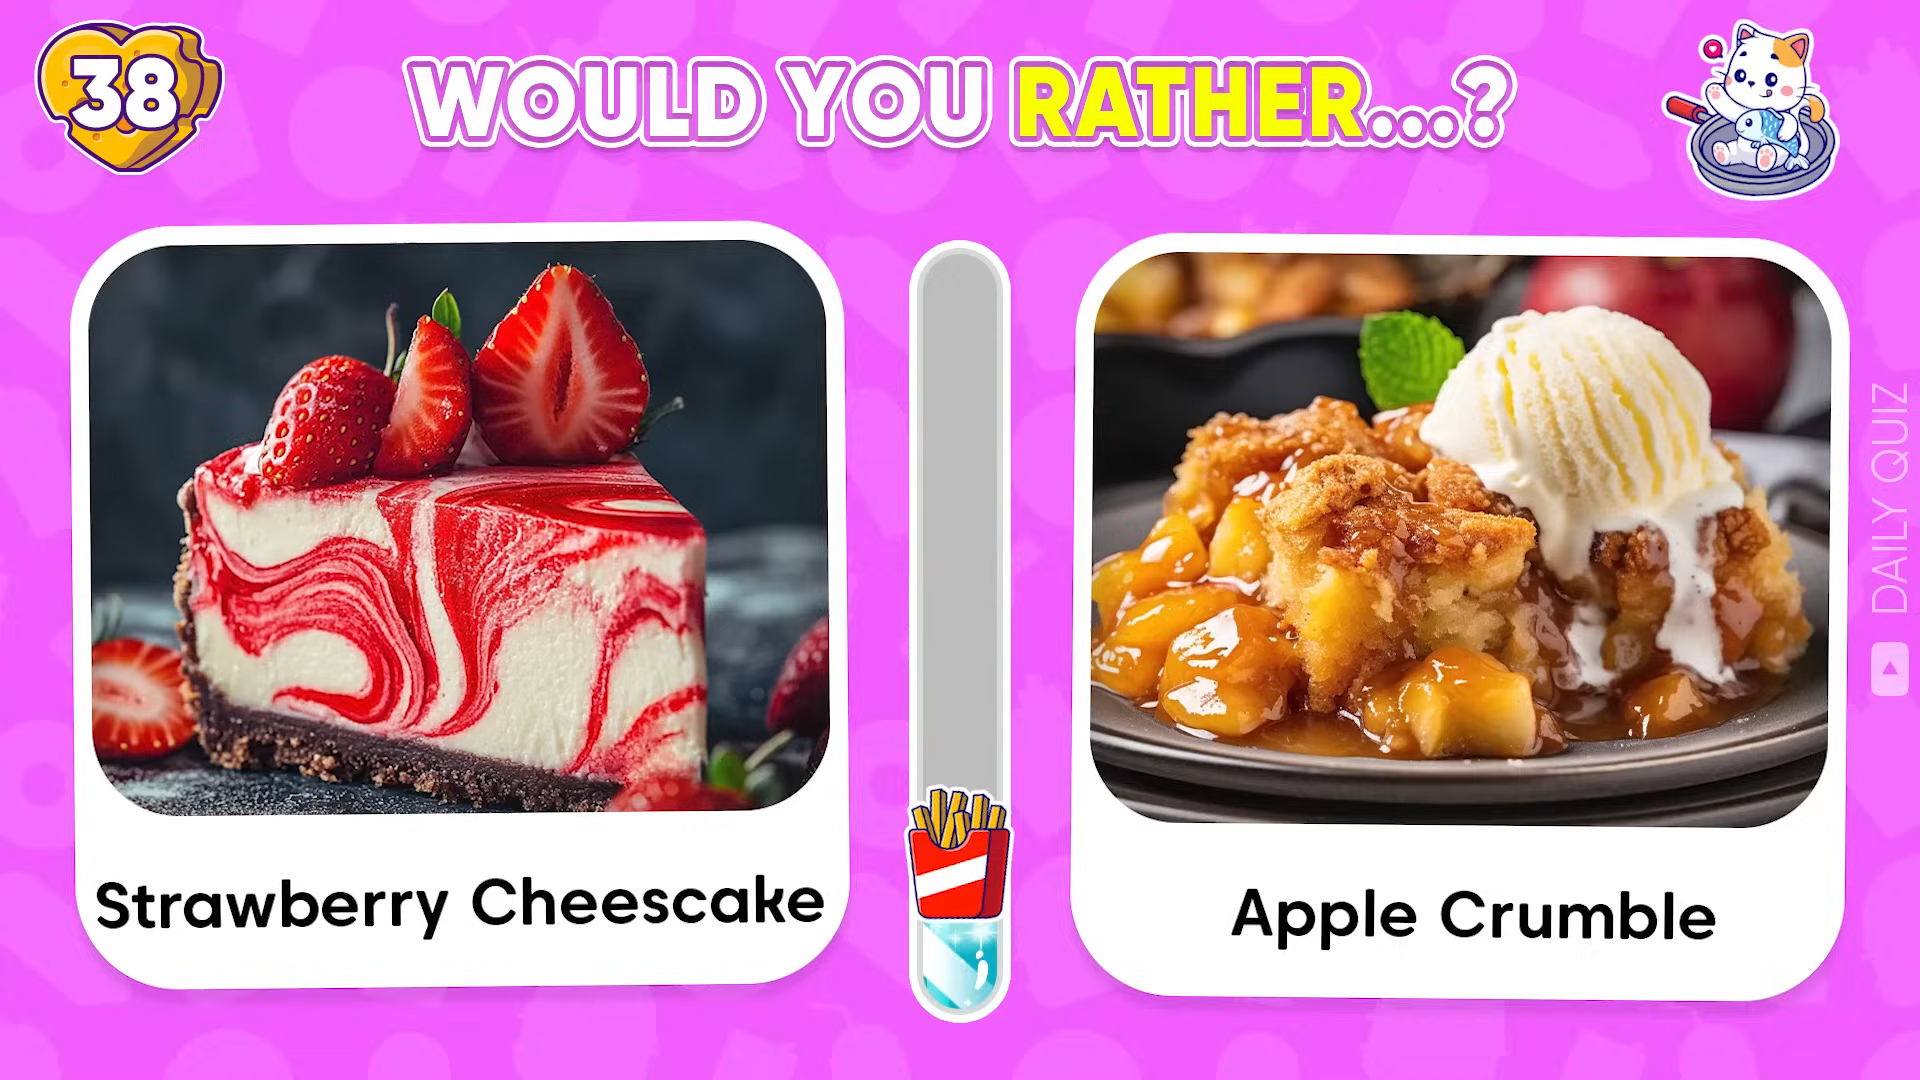 38
WOULD YOU RATHER...?
Strawberry Cheescake
Apple Crumble
DAILY QUIZ